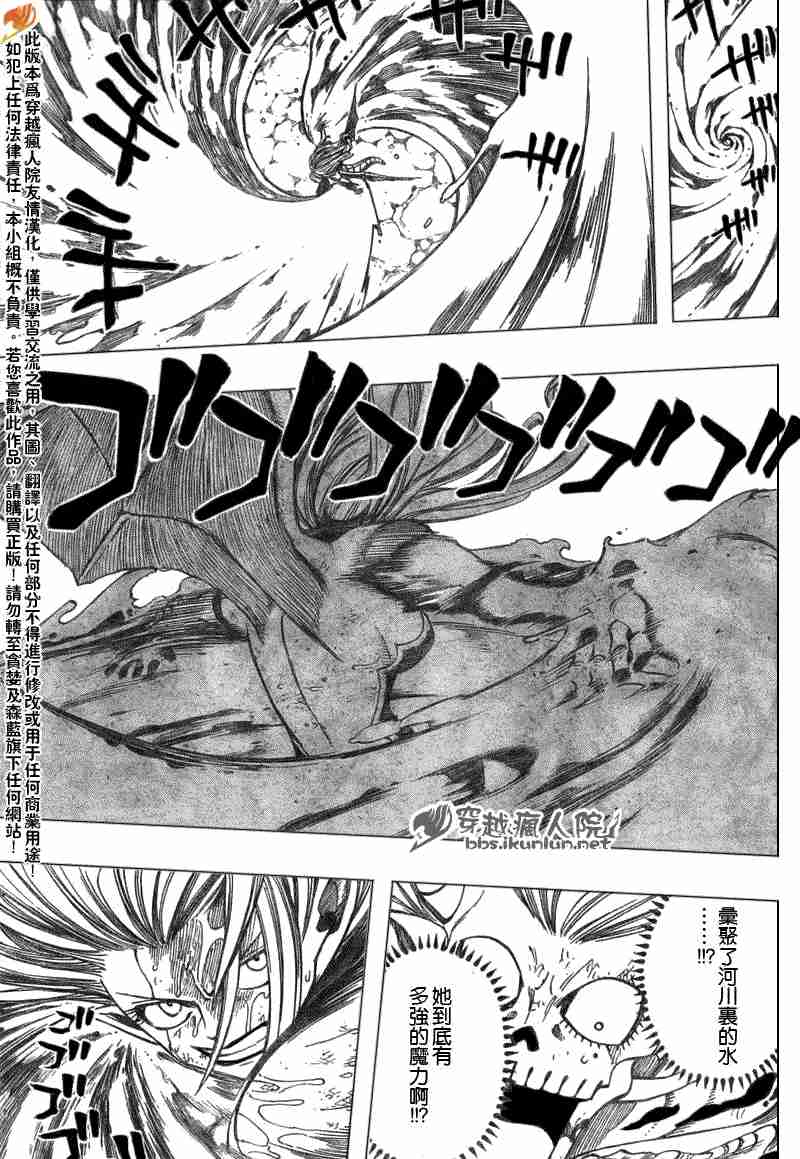 此版本爲穿越瘋人院友情漢化，僅供學習交流之用，其圖、翻譯以及任何部分不得進行修改或用于任何商業用途！
如犯上任何法律責任，本小組概不負責。若您喜歡此作品，請購買正版！請勿轉至貪婪及森藍旗下任何網站！
ギギギギ
ギギギギ
ゴゴゴゴゴゴ
穿越瘋人院
bbs.ikunlun.net
彙聚了河川裏的水
……!!?
她到底有
多強的魔力啊!!?
ゴゴゴ
ゴゴゴ